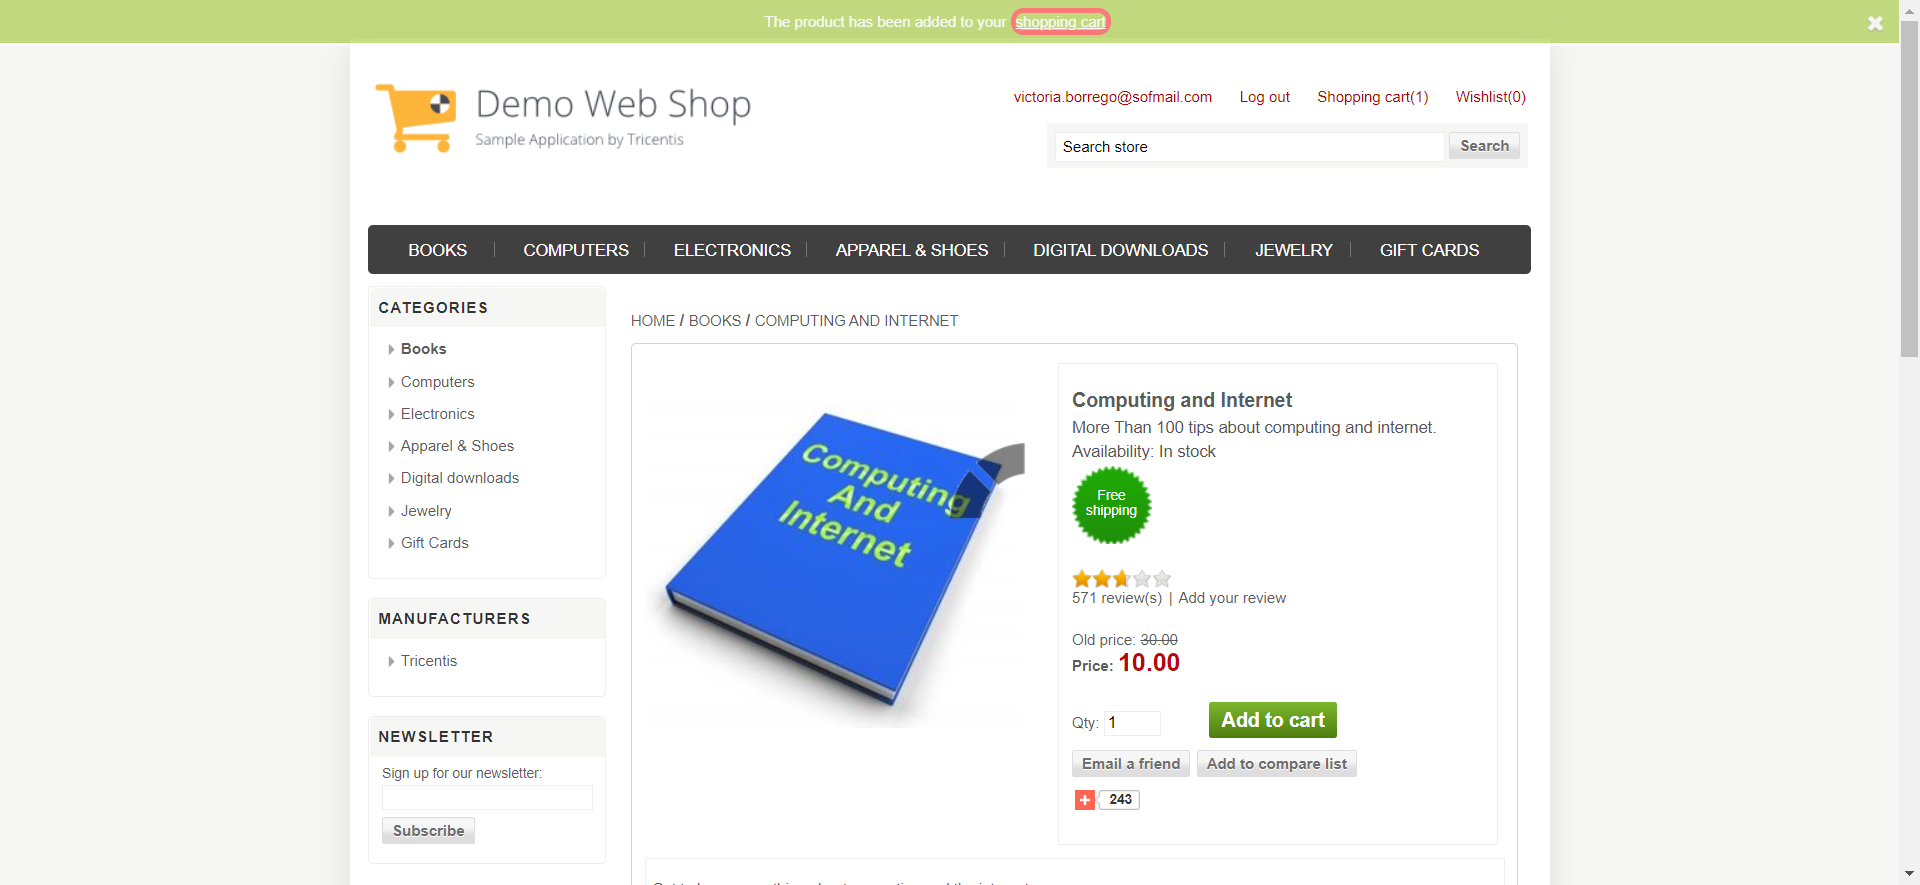 The product has been added to your shopping cart
Demo Web Shop
Sample Application by Tricentis
victoria.borrego@sofmail.com Log out Shopping cart(1) Wishlist(0)
Search store Search
BOOKS COMPUTERS ELECTRONICS APPAREL & SHOES DIGITAL DOWNLOADS JEWELRY GIFT CARDS
CATEGORIES
Books
Computers
Electronics
Apparel & Shoes
Digital downloads
Jewelry
Gift Cards
MANUFACTURERS
Tricentis
NEWSLETTER
Sign up for our newsletter:
Subscribe
HOME / BOOKS / COMPUTING AND INTERNET
Computing
And
Internet
Computing and Internet
More Than 100 tips about computing and internet.
Availability: In stock
Free
shipping
571 review(s) | Add your review
Old price: 30.00
Price: 10.00
Qty: 1 Add to cart
Email a friend Add to compare list
243